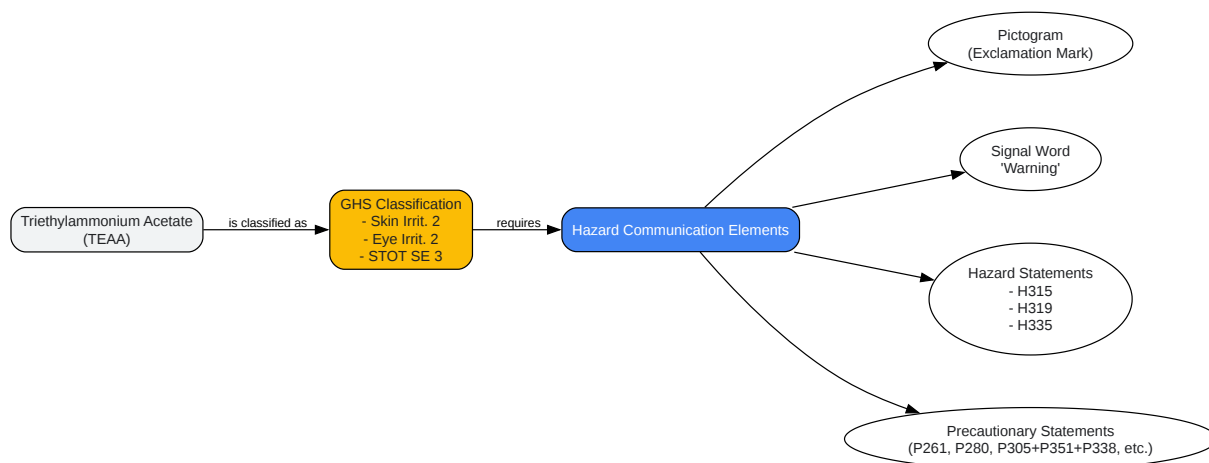 Triethylammonium Acetate
(TEAA)
is classified as
GHS Classification
- Skin Irrit. 2
- Eye Irrit. 2
- STOT SE 3
requires
Hazard Communication Elements
Pictogram
(Exclamation Mark)
Signal Word
'Warning'
Hazard Statements
- H315
- H319
- H335
Precautionary Statements
(P261, P280, P305+P351+P338, etc.)